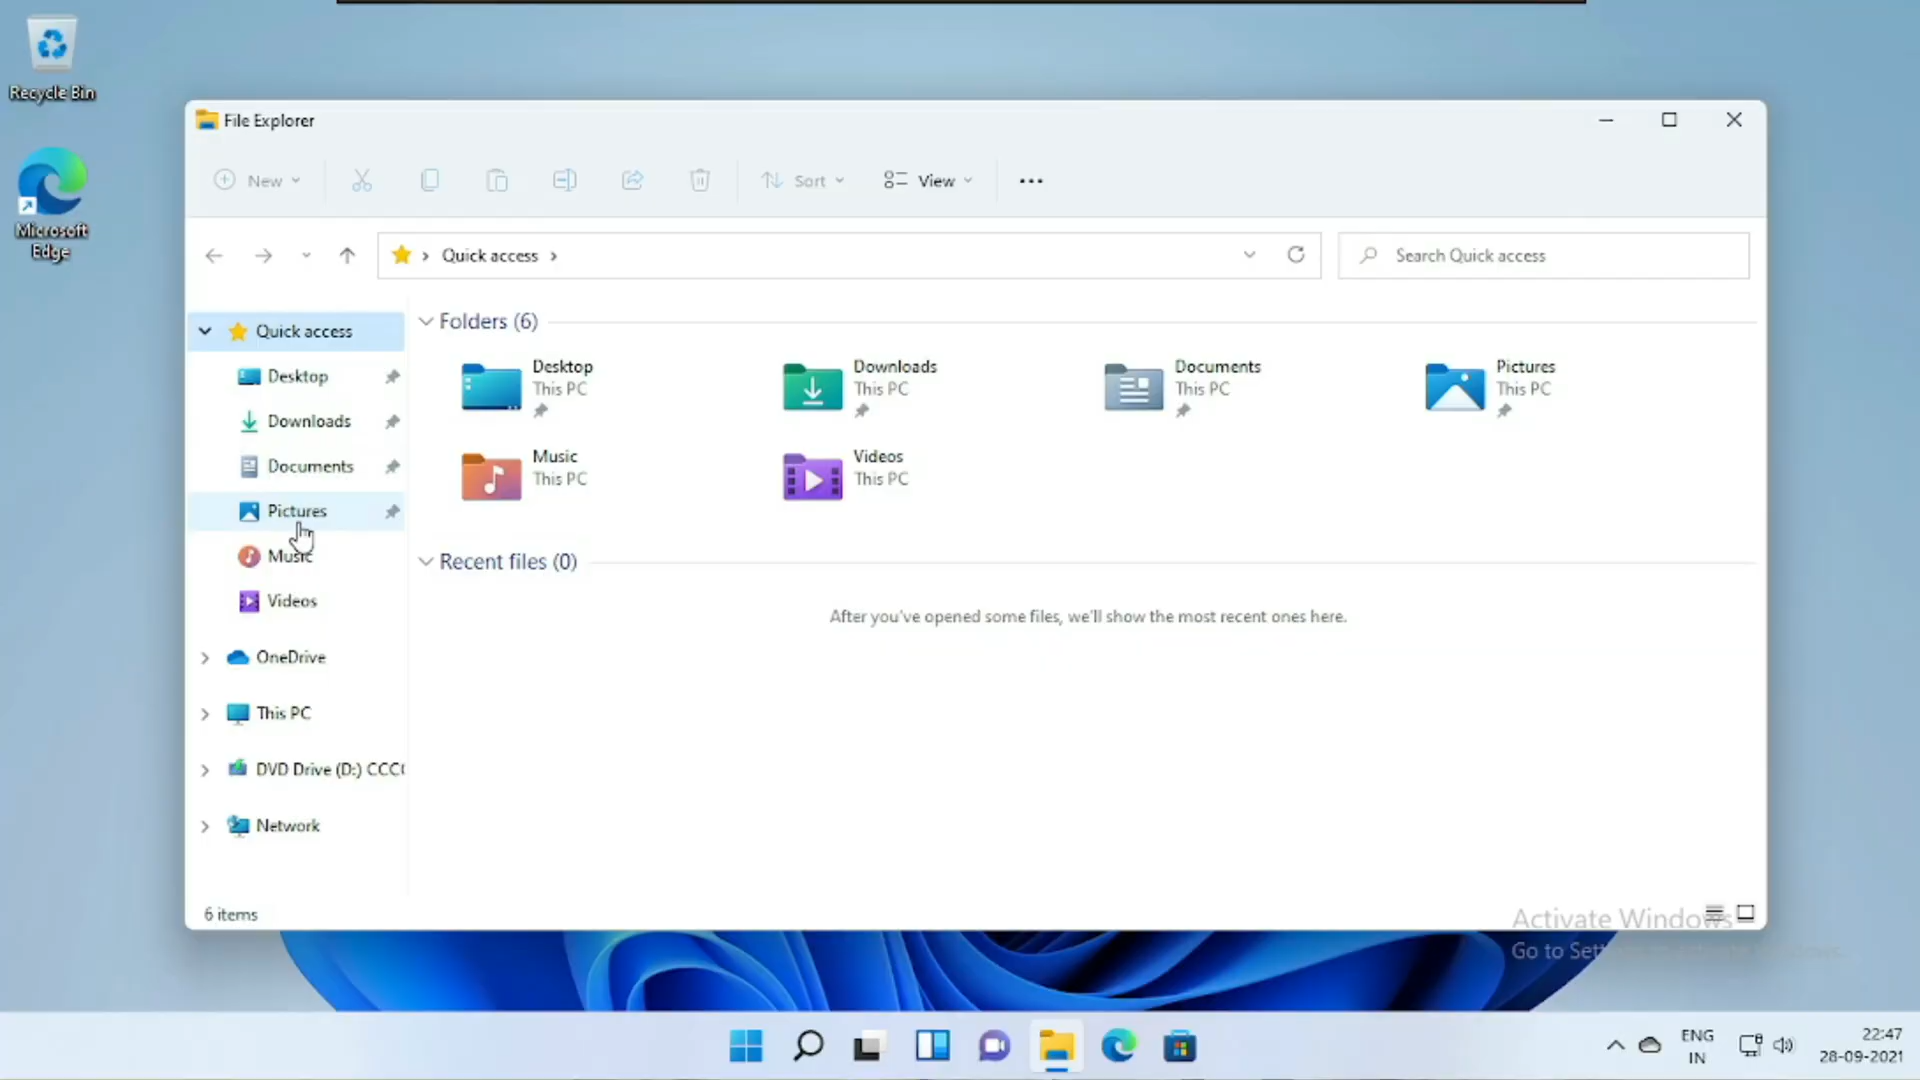 Recycle Bin
Microsoft
Edge
File Explorer
New
Sort
View
Quick access
Search Quick access
Quick access
Desktop
Downloads
Documents
Pictures
Music
Videos
OneDrive
This PC
DVD Drive (D:) CCC
Network
Folders (6)
Desktop
This PC
Downloads
This PC
Documents
This PC
Pictures
This PC
Music
This PC
Videos
This PC
Recent files (0)
After you've opened some files, we'll show the most recent ones here.
6 items
Activate Windows
Go to
ENG
IN
22:47
28-09-2021